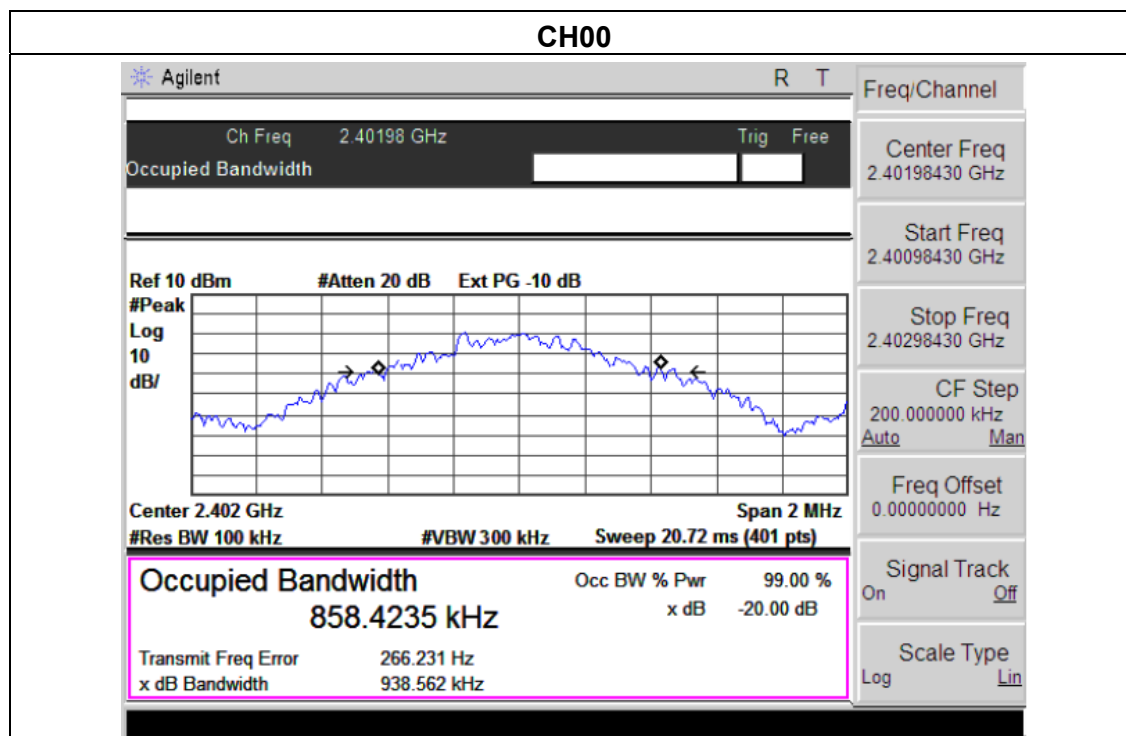 CH00
Agilent R T
Ch Freq 2.40198 GHz Trig Free
Occupied Bandwidth
Ref 10 dBm #Atten 20 dB Ext PG -10 dB
#Peak
Log
10
dB/
Center 2.402 GHz Span 2 MHz
#Res BW 100 kHz #VBW 300 kHz Sweep 20.72 ms (401 pts)
Occupied Bandwidth Occ BW % Pwr 99.00 %
858.4235 kHz x dB -20.00 dB
Transmit Freq Error 266.231 Hz
x dB Bandwidth 938.562 kHz
Freq/Channel
Center Freq
2.40198430 GHz
Start Freq
2.40098430 GHz
Stop Freq
2.40298430 GHz
CF Step
200.000000 kHz
Auto Man
Freq Offset
0.00000000 Hz
Signal Track
On Off
Scale Type
Log Lin